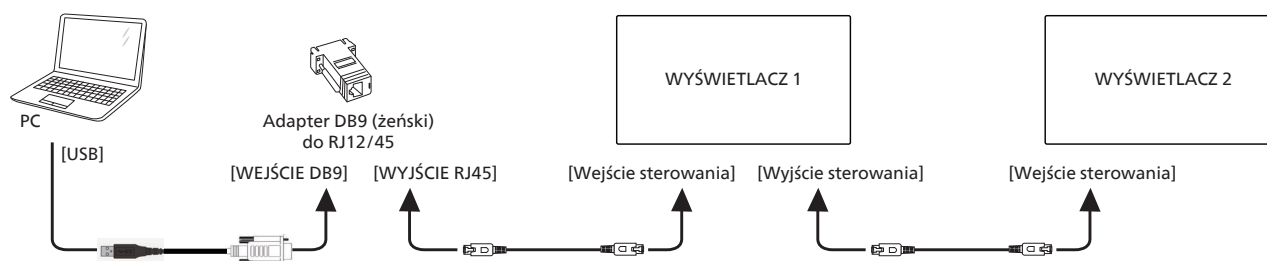 WYŚWIETLACZ 1
WYŚWIETLACZ 2
PC
Adapter DB9 (żeński)
do RJ12/45
[USB]
[WEJŚCIE DB9]
[WYJŚCIE RJ45]
[Wejście sterowania]
[Wyjście sterowania]
[Wejście sterowania]